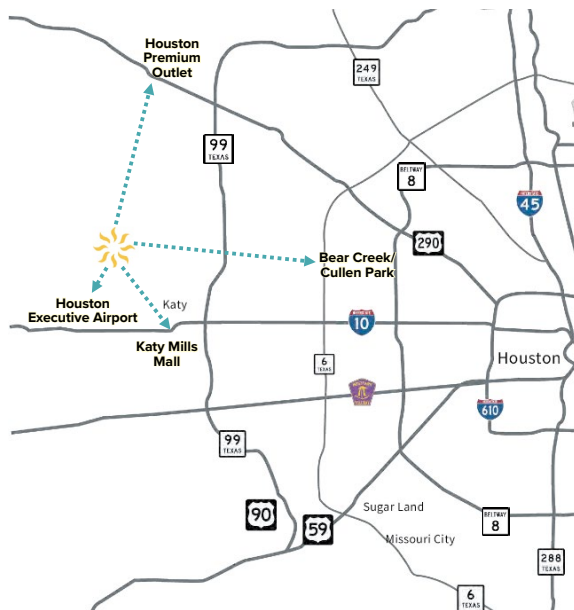 Houston
Premium
Outlet
249
TEXAS
99
TEXAS
BELTWAY
8
45
290
Bear Creek/
Cullen Park
Houston
Executive Airport
Katy
Katy Mills
Mall
10
Houston
6
TEXAS
610
99
TEXAS
90
59
Sugar Land
Missouri City
BELTWAY
8
288
TEXAS
6
TEXAS